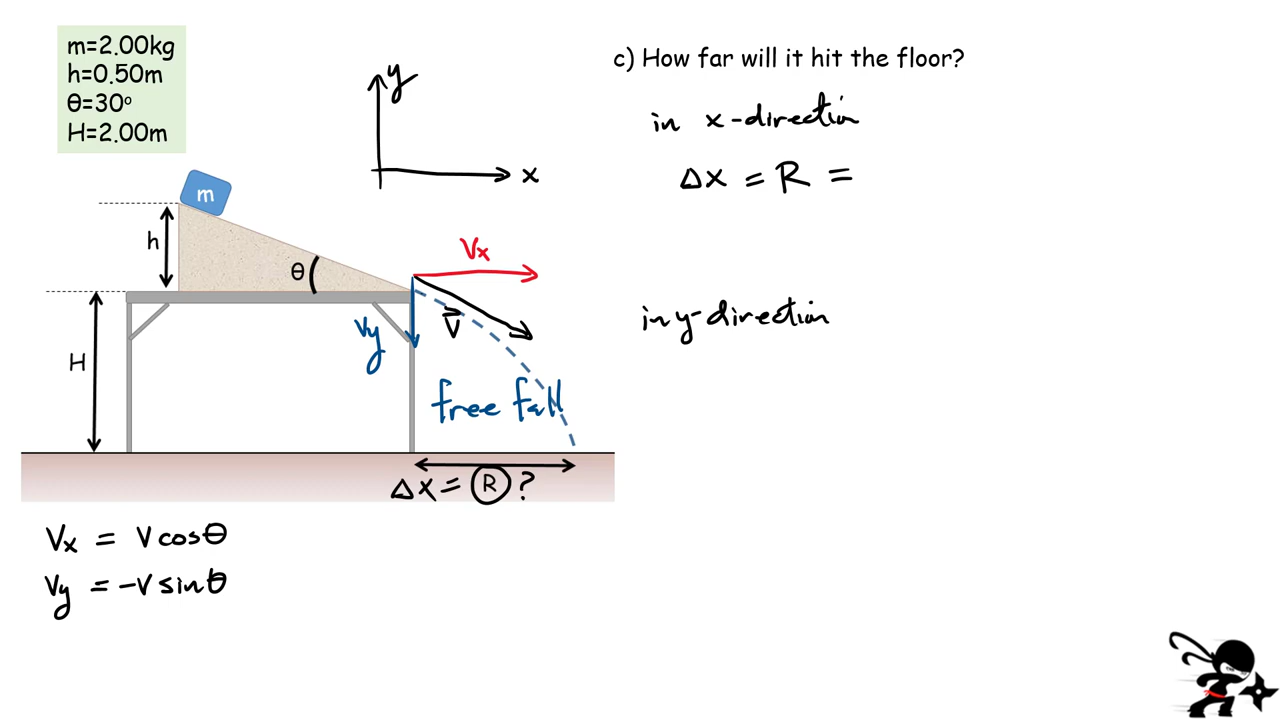 m=2.00kg
h=0.50m
θ=30°
H=2.00m
c) How far will it hit the floor?
y
x
in x-direction
Δx = R =
m
h
θ
Vx
Vy
V⃗
in y-direction
H
free fall
Δx = R ?
Vx = V cosθ
Vy = -V sinθ